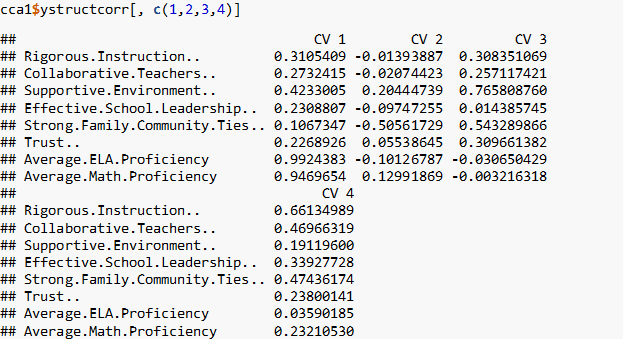 cca1$ystructcorr[, c(1,2,3,4)]
## CV 1 CV 2 CV 3
## Rigorous.Instruction.. 0.3105409 -0.01393887 0.308351069
## Collaborative.Teachers.. 0.2732415 -0.02074423 0.257117421
## Supportive.Environment.. 0.4233005 0.20444739 0.765808760
## Effective.School.Leadership.. 0.2308807 -0.09747255 0.014385745
## Strong.Family.Community.Ties.. 0.1067347 -0.50561729 0.543289866
## Trust.. 0.2268926 0.05538645 0.309661382
## Average.ELA.Proficiency 0.9924383 -0.10126787 -0.030650429
## Average.Math.Proficiency 0.9469654 0.12991869 -0.003216318
## CV 4
## Rigorous.Instruction.. 0.66134989
## Collaborative.Teachers.. 0.46966319
## Supportive.Environment.. 0.19119600
## Effective.School.Leadership.. 0.33927728
## Strong.Family.Community.Ties.. 0.47436174
## Trust.. 0.23800141
## Average.ELA.Proficiency 0.03590185
## Average.Math.Proficiency 0.23210530